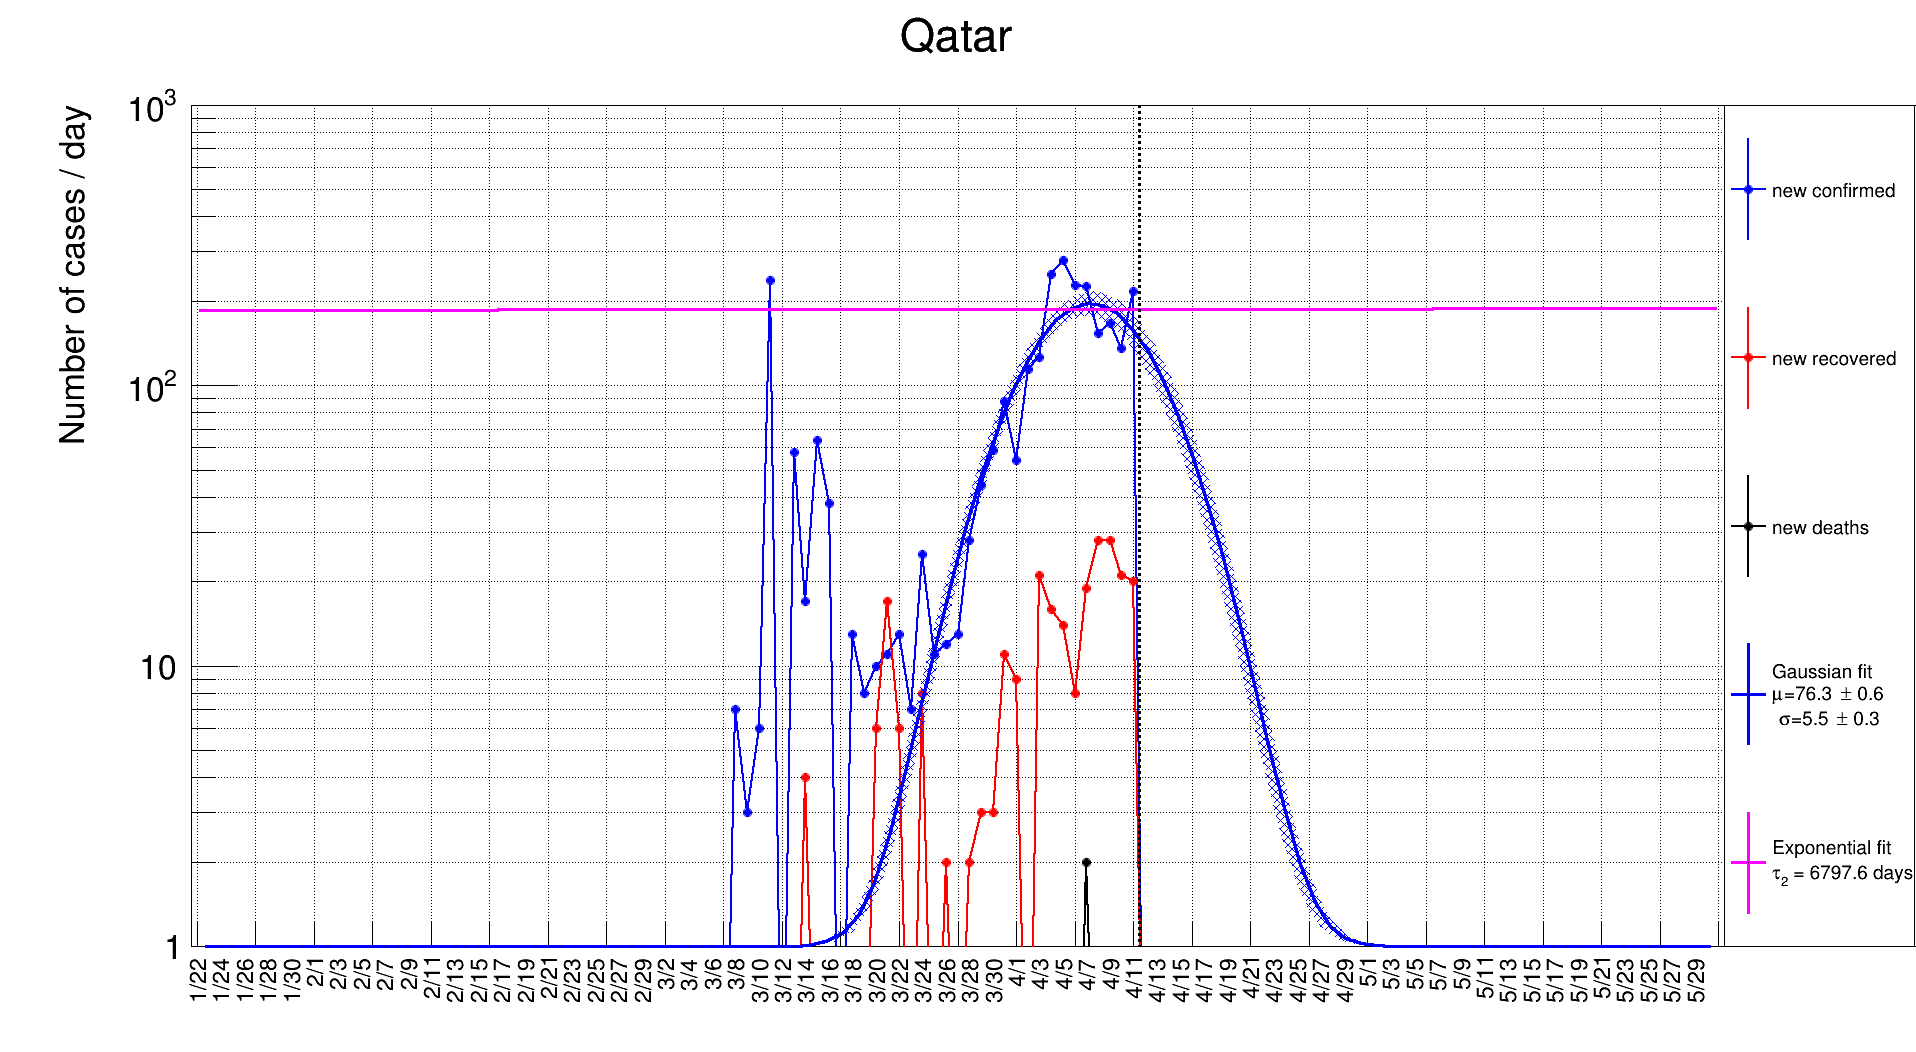 Qatar
Number of cases / day
10³
10²
10
1
1/22 1/24 1/26 1/28 1/30 2/1 2/3 2/5 2/7 2/9 2/11 2/13 2/15 2/17 2/19 2/21 2/23 2/25 2/27 2/29 3/2 3/4 3/6 3/8 3/10 3/12 3/14 3/16 3/18 3/20 3/22 3/24 3/26 3/28 3/30 4/1 4/3 4/5 4/7 4/9 4/11 4/13 4/15 4/17 4/19 4/21 4/23 4/25 4/27 4/29 5/1 5/3 5/5 5/7 5/9 5/11 5/13 5/15 5/17 5/19 5/21 5/23 5/25 5/27 5/29
new confirmed
new recovered
new deaths
Gaussian fit
μ=76.3 ± 0.6
σ=5.5 ± 0.3
Exponential fit
τ₂ = 6797.6 days